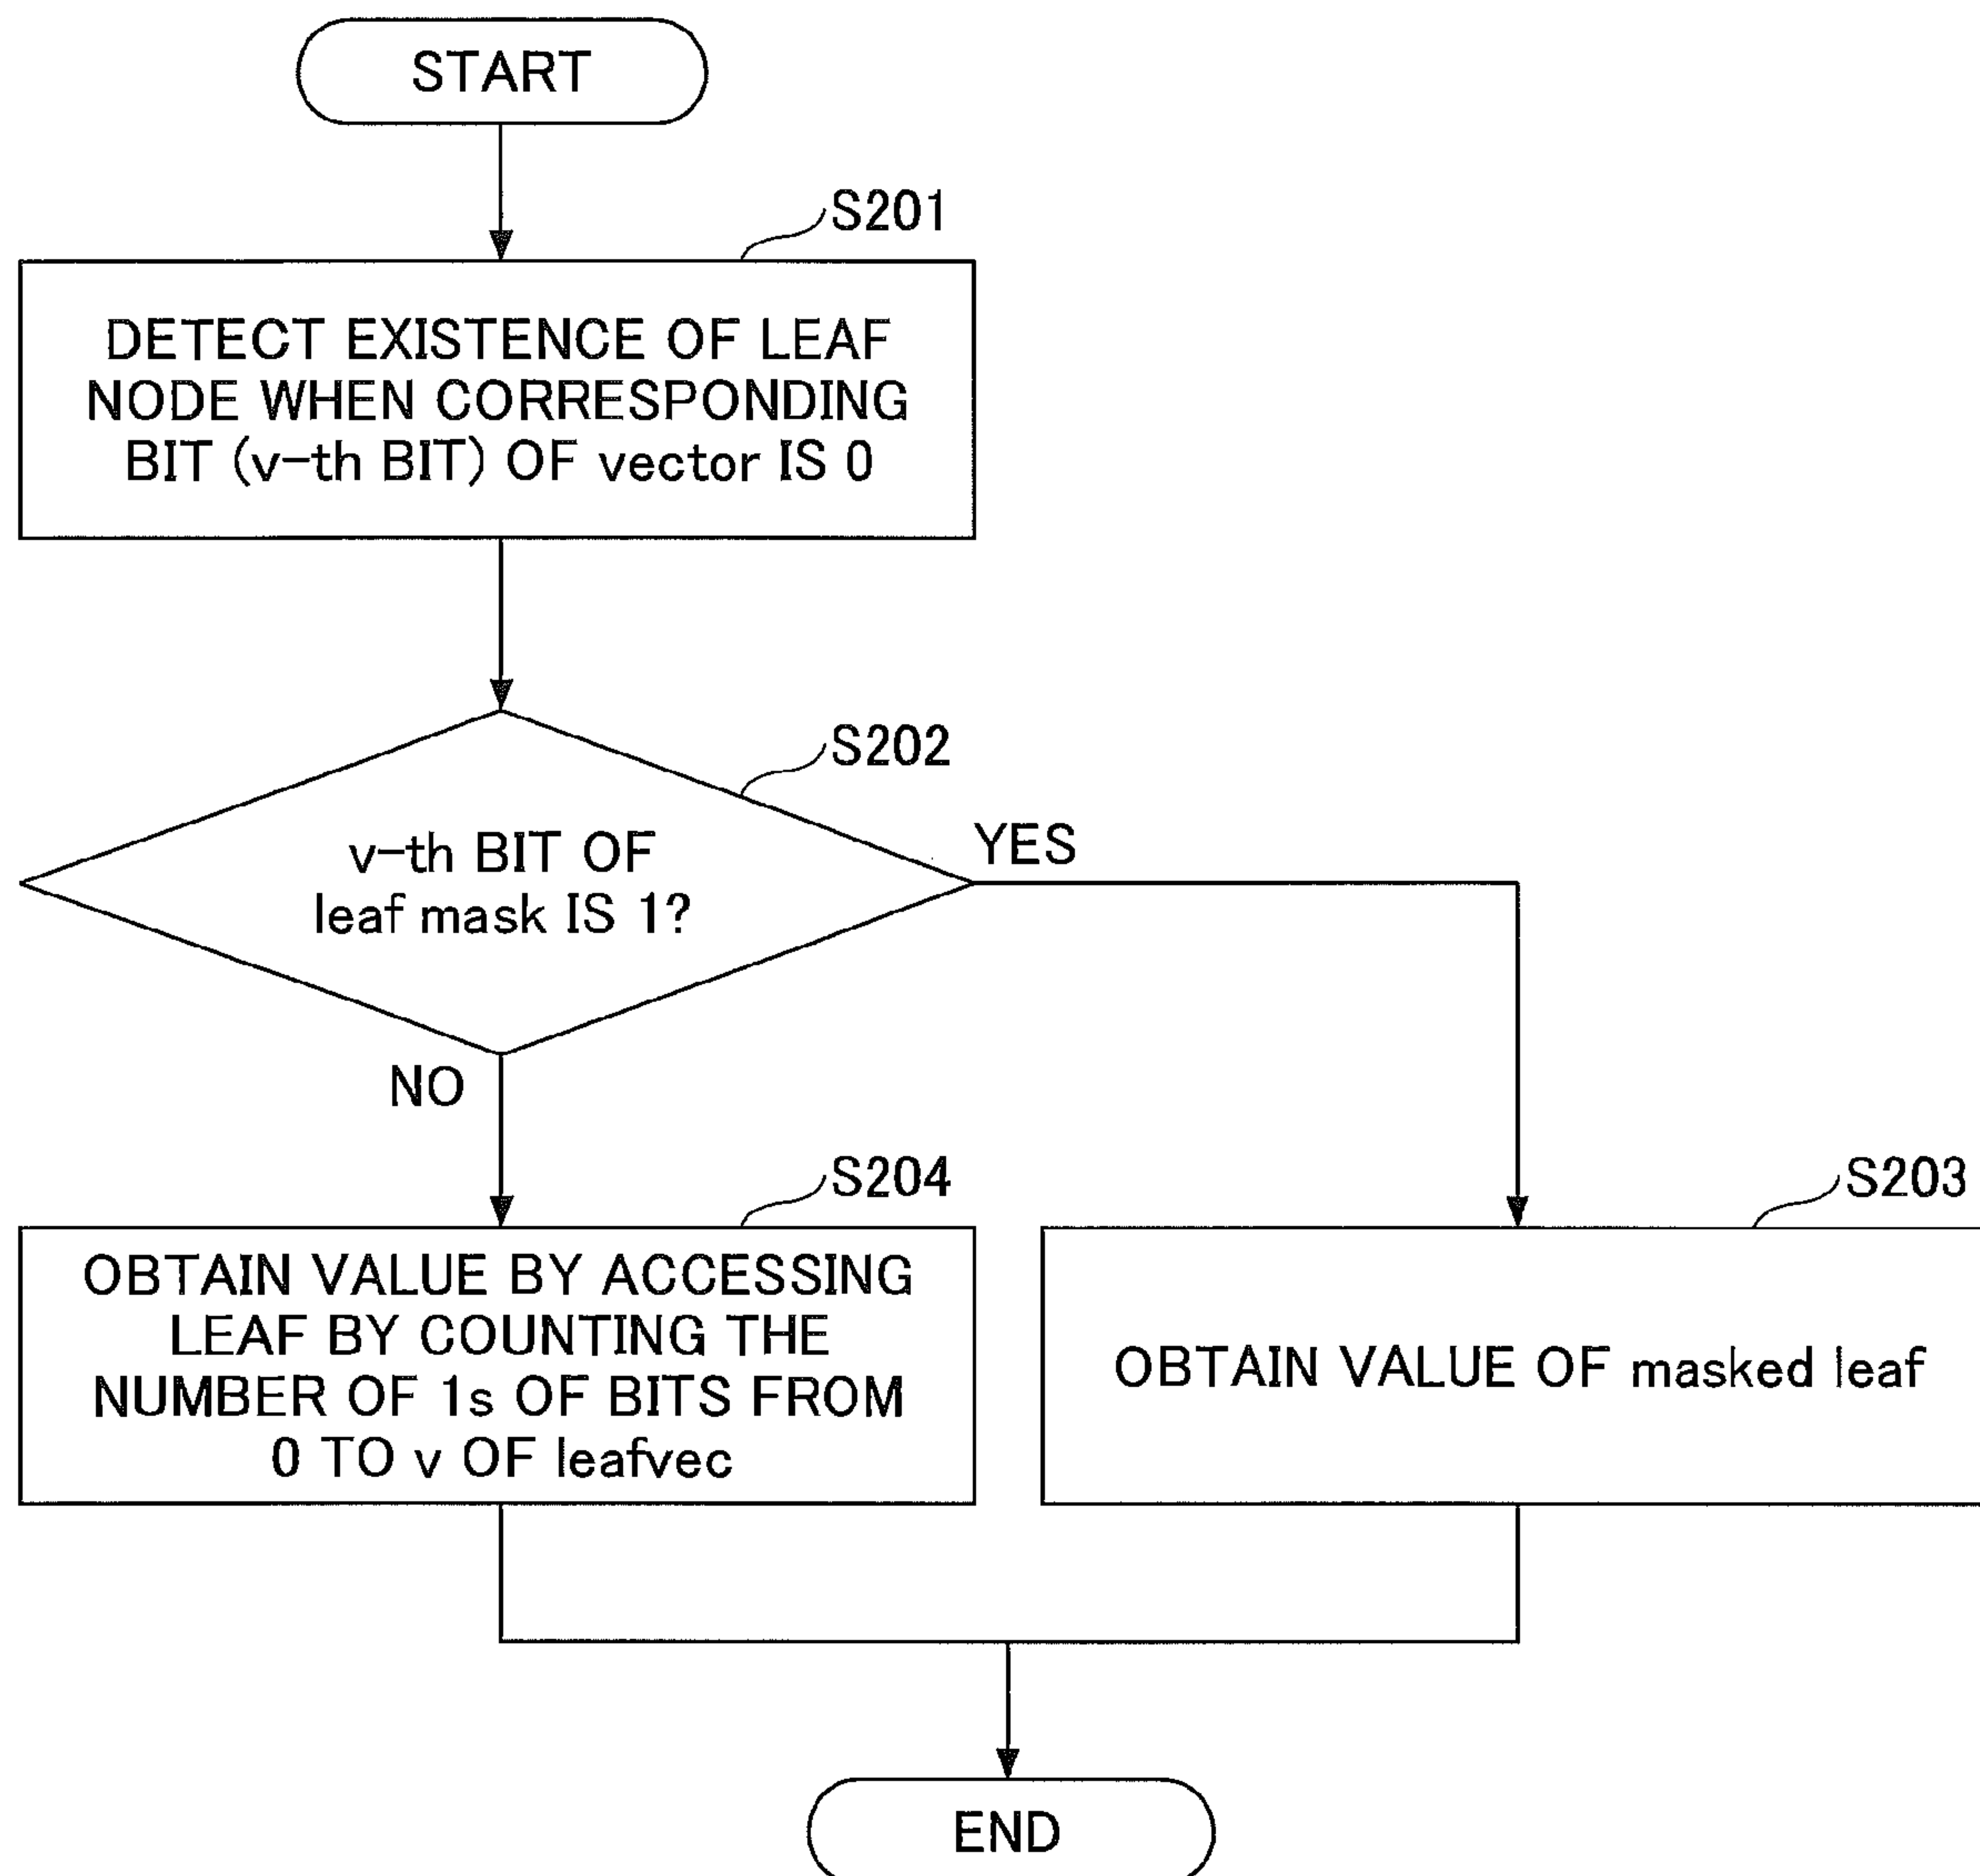 START
S201
DETECT EXISTENCE OF LEAF
NODE WHEN CORRESPONDING
BIT (v-th BIT) OF vector IS 0
S202
v-th BIT OF
leaf mask IS 1?
YES
NO
S204
OBTAIN VALUE BY ACCESSING
LEAF BY COUNTING THE
NUMBER OF 1s OF BITS FROM
0 TO v OF leafvec
S203
OBTAIN VALUE OF masked leaf
END